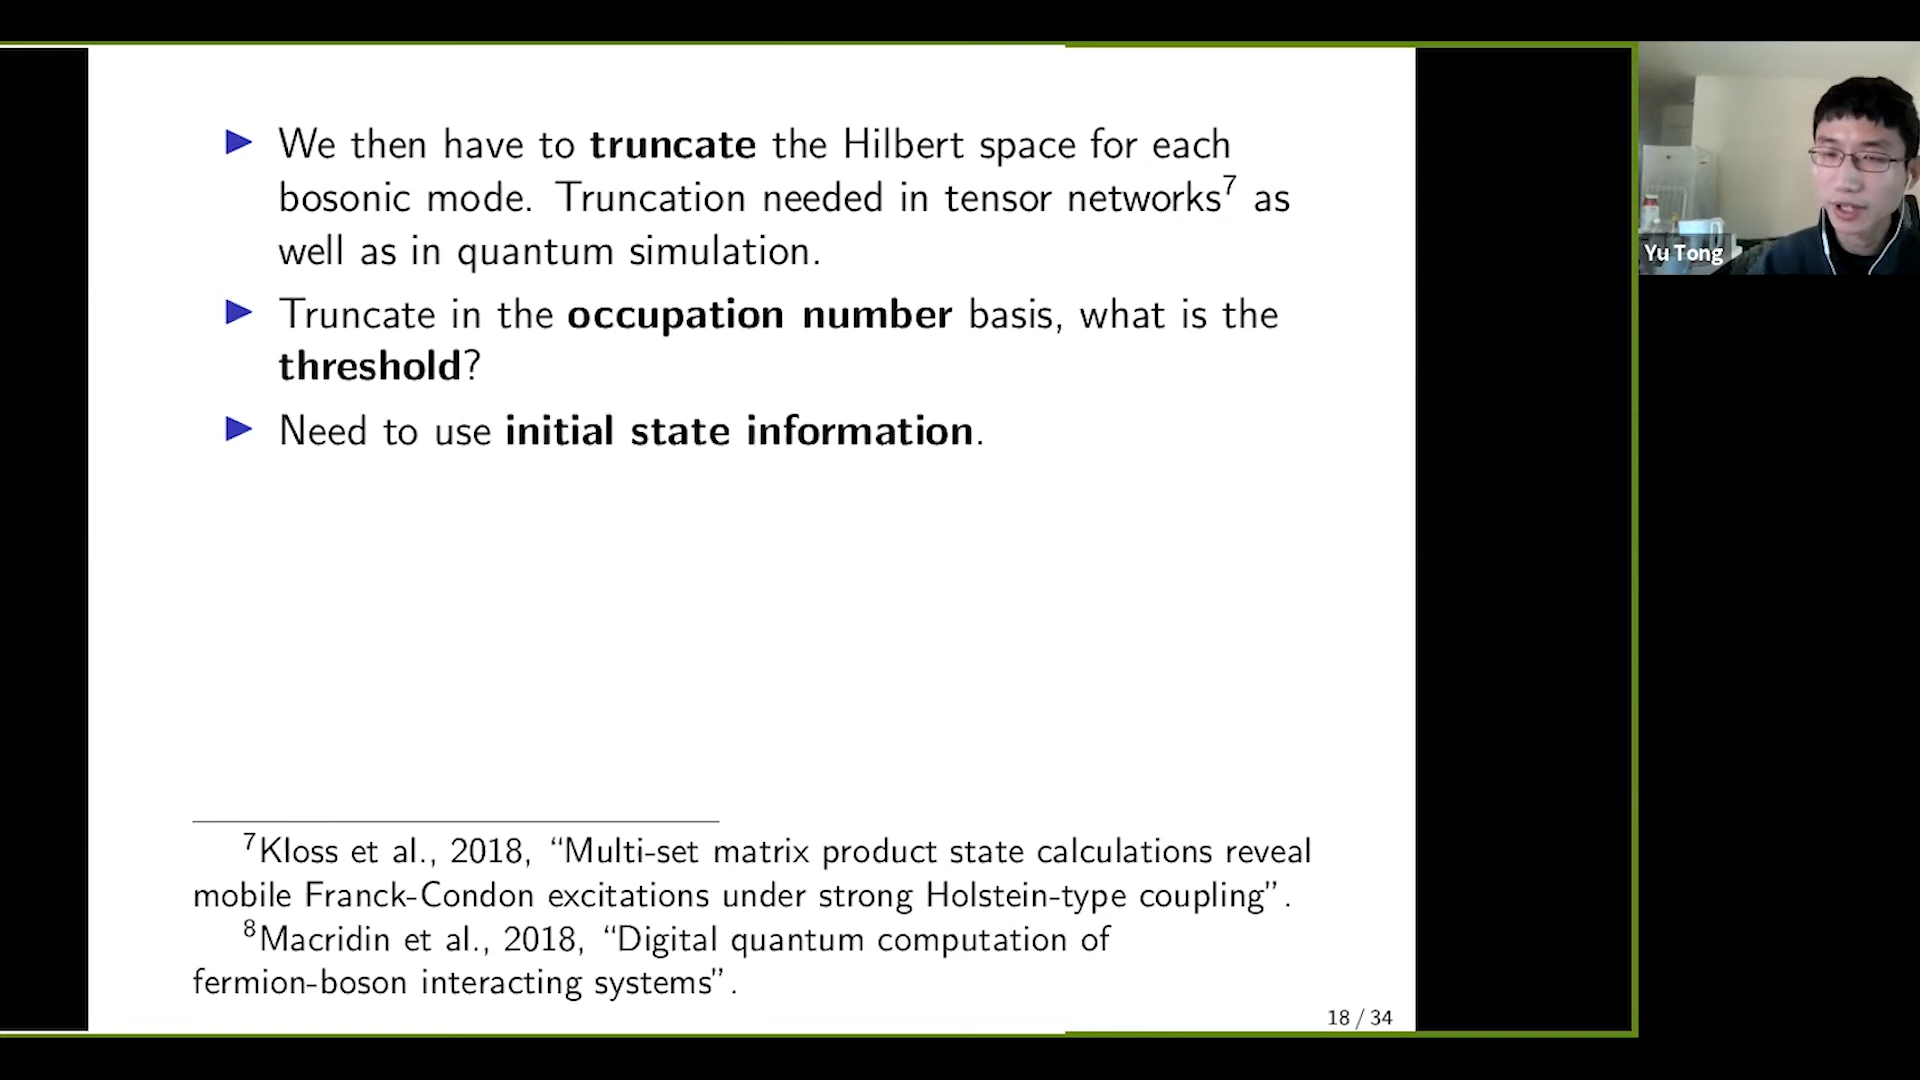 ▶ We then have to truncate the Hilbert space for each
bosonic mode. Truncation needed in tensor networks⁷ as
well as in quantum simulation.
▶ Truncate in the occupation number basis, what is the
threshold?
▶ Need to use initial state information.
⁷Kloss et al., 2018, “Multi-set matrix product state calculations reveal
mobile Franck-Condon excitations under strong Holstein-type coupling”.
⁸Macridin et al., 2018, “Digital quantum computation of
fermion-boson interacting systems”.
18 / 34
Yu Tong